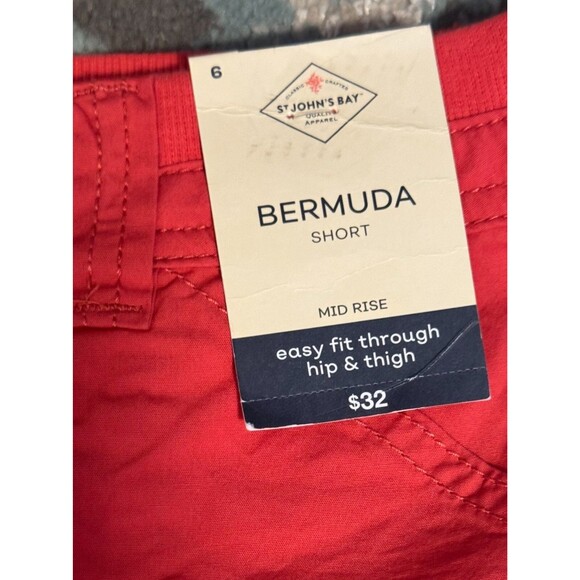 6
CLASSIC CRAFTED
ST JOHN'S BAY
QUALITY
APPAREL
BERMUDA
SHORT
MID RISE
easy fit through
hip & thigh
$32